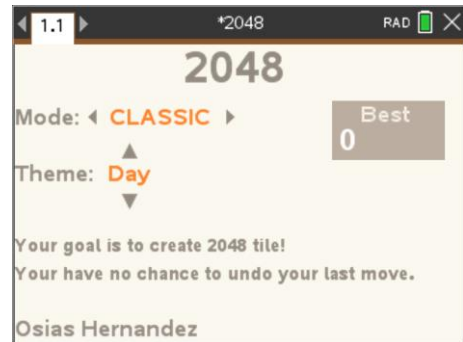 1.1 *2048 RAD
2048
Mode: CLASSIC
Best
0
Theme: Day
Your goal is to create 2048 tile!
Your have no chance to undo your last move.
Osias Hernandez